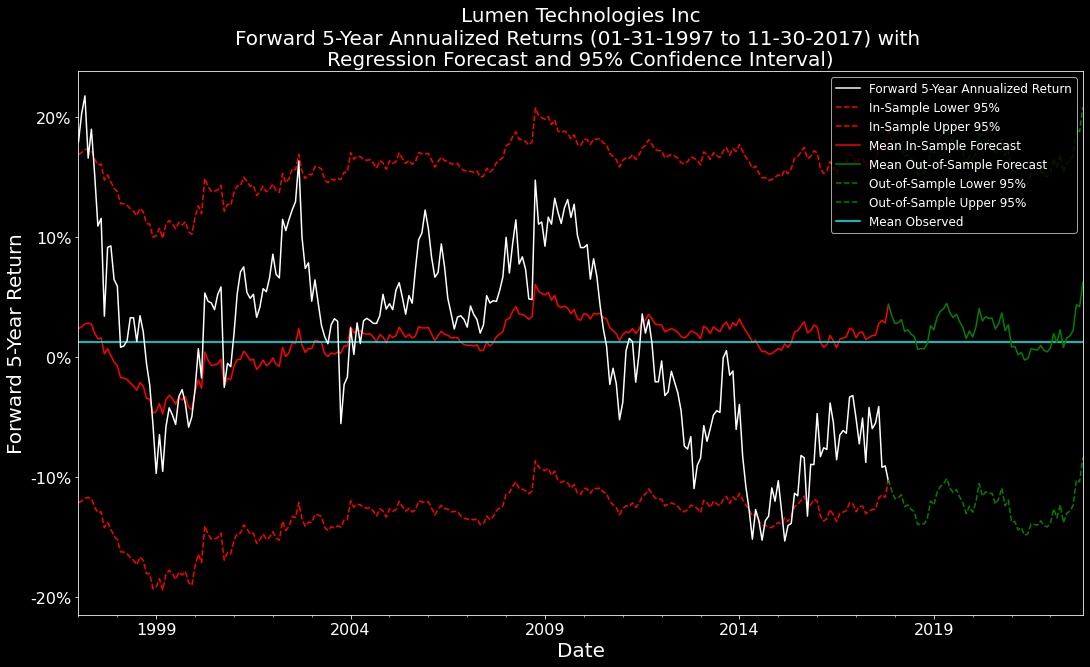 Lumen Technologies Inc
Forward 5-Year Annualized Returns (01-31-1997 to 11-30-2017) with
Regression Forecast and 95% Confidence Interval)
Forward 5-Year Annualized Return
In-Sample Lower 95%
In-Sample Upper 95%
Mean In-Sample Forecast
Mean Out-of-Sample Forecast
Out-of-Sample Lower 95%
Out-of-Sample Upper 95%
Mean Observed
Forward 5-Year Return
20%
10%
0%
-10%
-20%
1999
2004
2009
2014
2019
Date